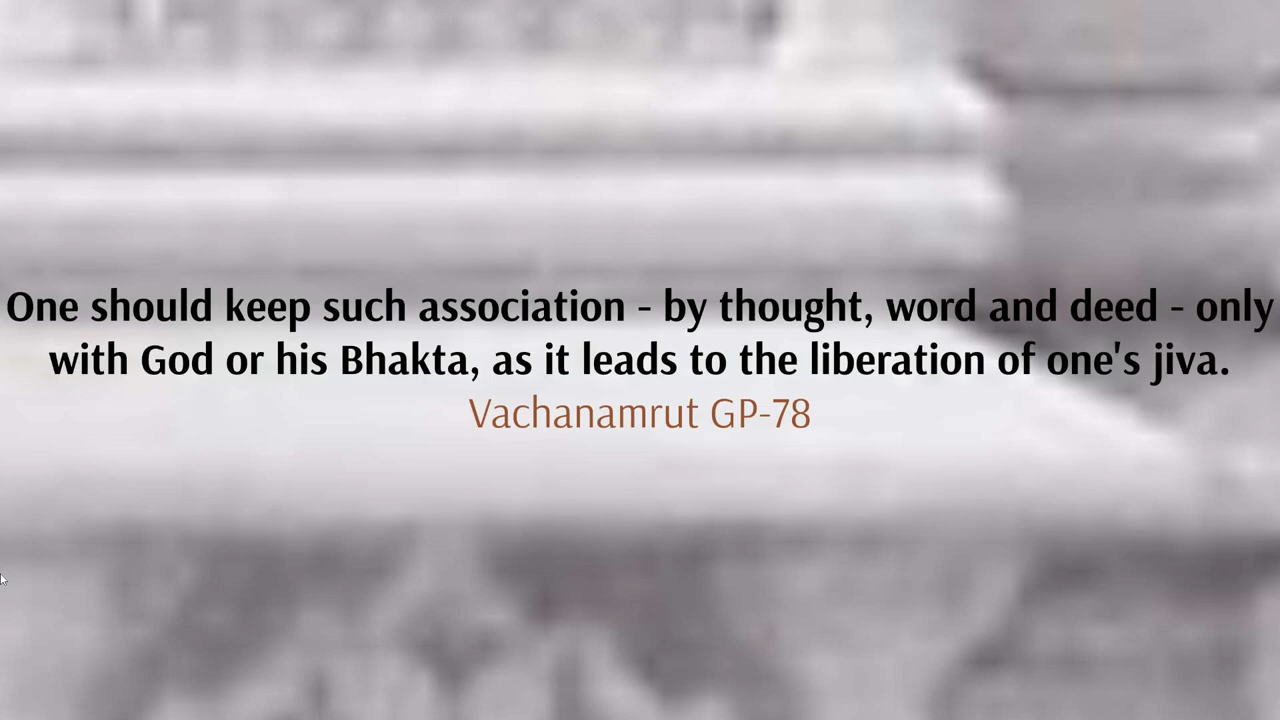 One should keep such association - by thought, word and deed - only
with God or his Bhakta, as it leads to the liberation of one's jiva.
Vachanamrut GP-78